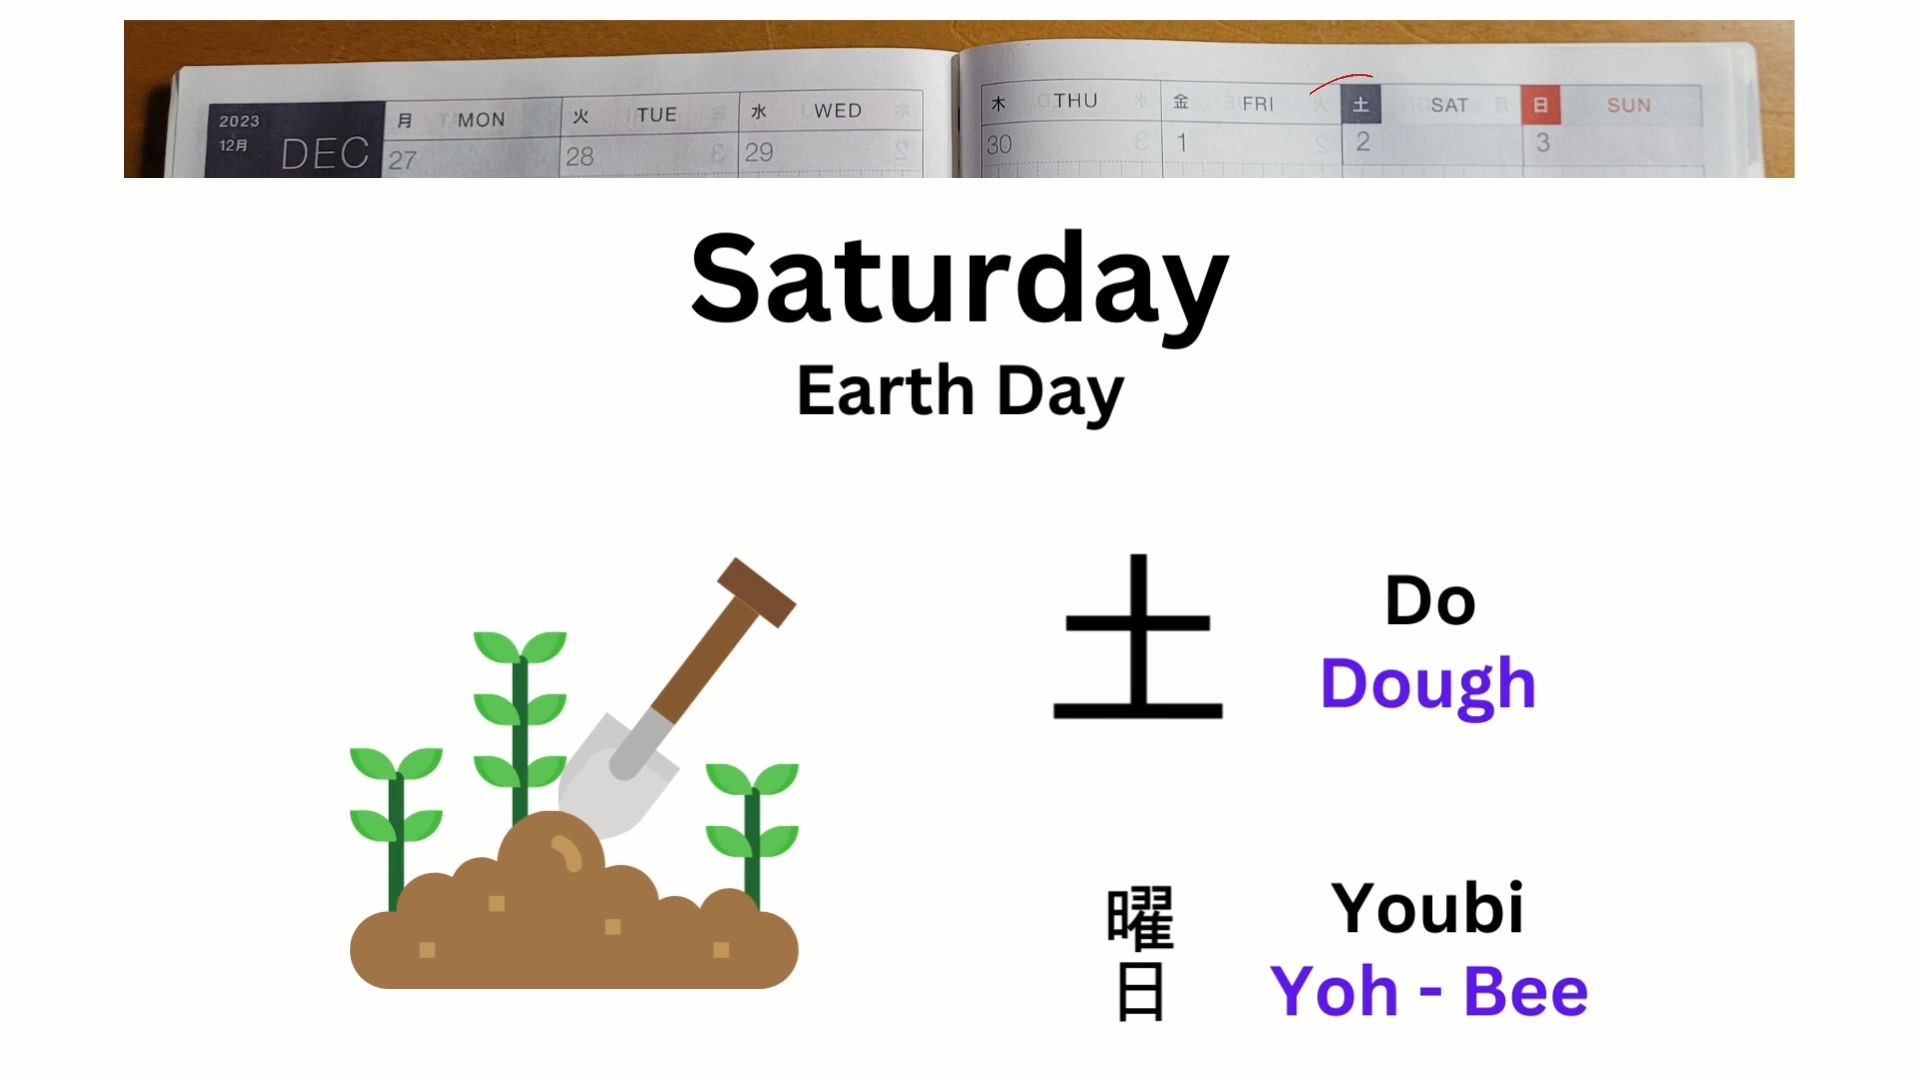 2023
12月
DEC
月 MON
火 TUE
水 WED
木 THU
金 FRI
土 SAT
日 SUN
27
28
29
30
1
2
3
Saturday
Earth Day
土
Do
Dough
曜
日
Youbi
Yoh - Bee